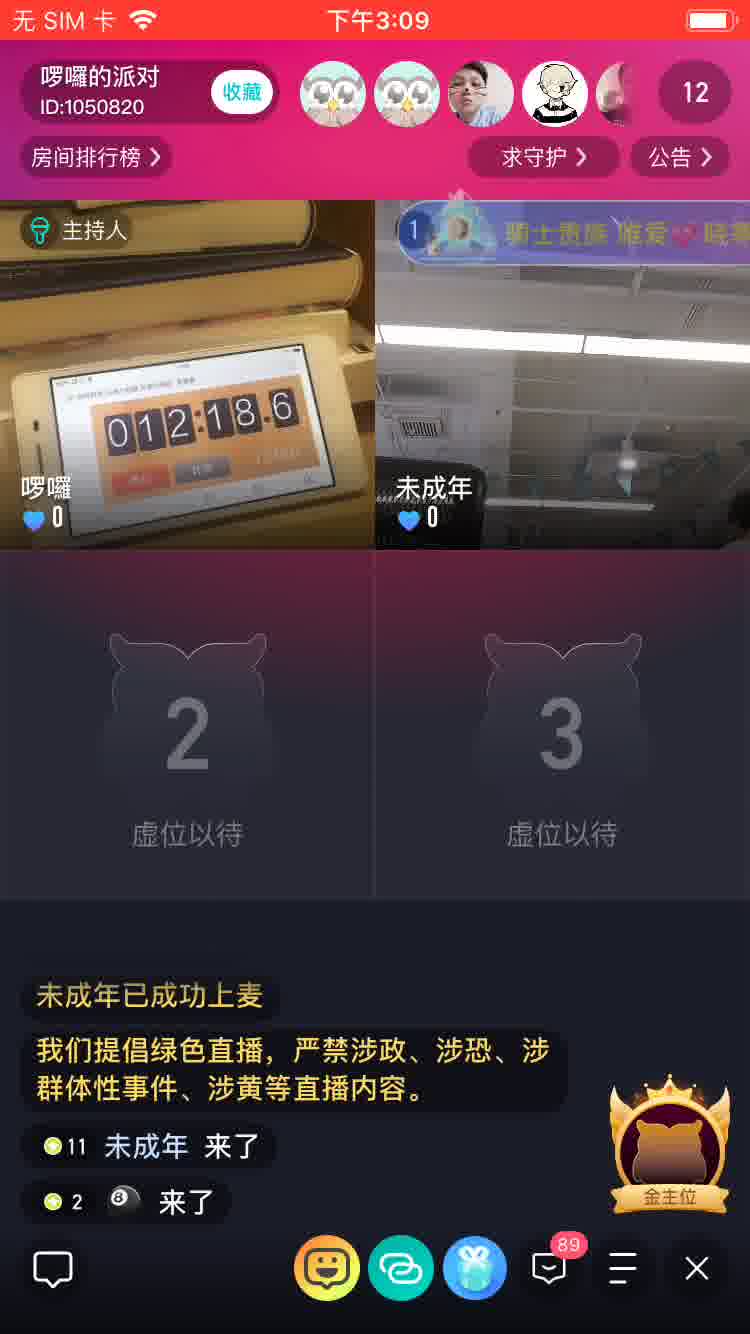 无 SIM 卡
下午3:09
啰囉的派对
ID:1050820
收藏
12
房间排行榜
求守护
公告
主持人
1 骑士贵族 唯爱
012:18.6
啰囉
0
未成年
0
2
虚位以待
3
虚位以待
未成年已成功上麦
我们提倡绿色直播，严禁涉政、涉恐、涉
群体性事件、涉黄等直播内容。
11 未成年 来了
2 来了
金主位
89